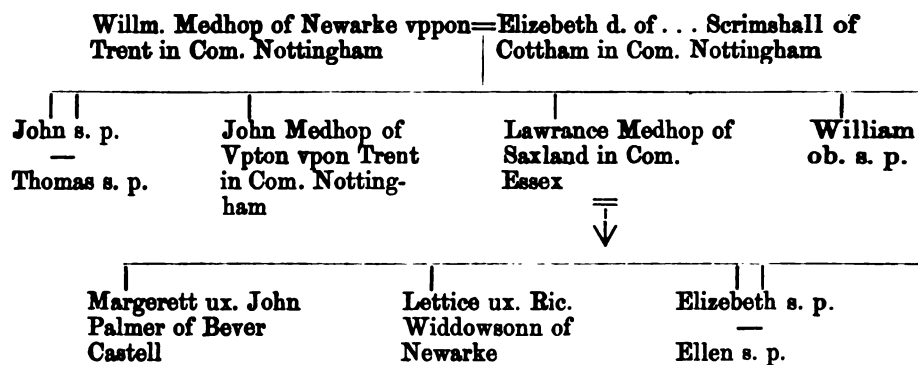 Willm. Medhop of Newarke vppon=Elizebeth d. of ... Scrimshall of
Trent in Com. Nottingham Cottham in Com. Nottingham
John s. p.
—
Thomas s. p.
John Medhop of
Vpton vpon Trent
in Com. Notting-
ham
Lawrance Medhop of
Saxland in Com.
Essex
William
ob. s. p.
Margerett ux. John
Palmer of Bever
Castell
Lettice ux. Ric.
Widdowsonn of
Newarke
Elizebeth s. p.
—
Ellen s. p.